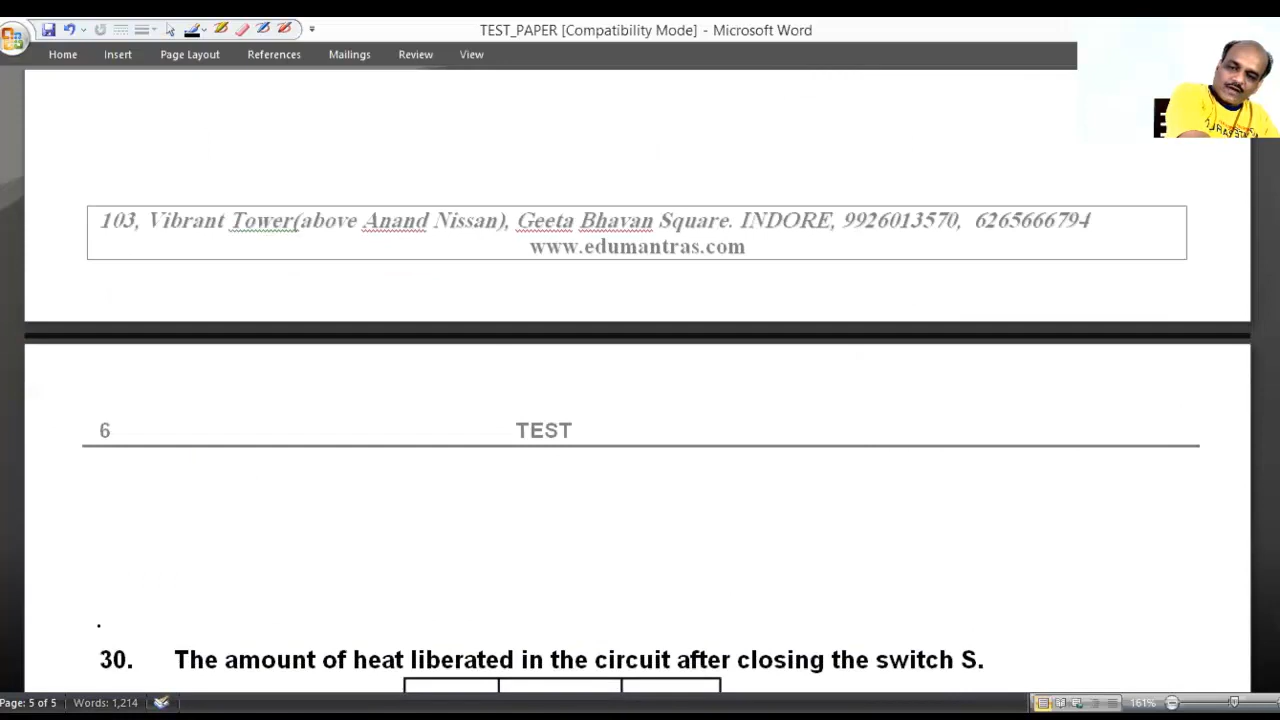 TEST_PAPER [Compatibility Mode] - Microsoft Word
Home Insert Page Layout References Mailings Review View
103, Vibrant Tower(above Anand Nissan), Geeta Bhavan Square. INDORE, 9926013570, 6265666794
www.edumantras.com
6 TEST
.
30. The amount of heat liberated in the circuit after closing the switch S.
Page: 5 of 5 Words: 1,214 161%